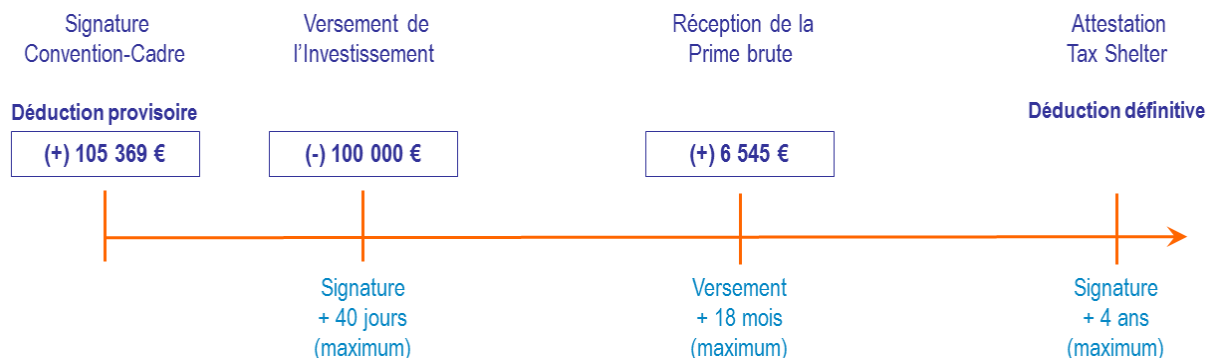 Signature
Convention-Cadre
Versement de
l'Investissement
Réception de la
Prime brute
Attestation
Tax Shelter
Déduction provisoire
Déduction définitive
(+) 105 369 €
(-) 100 000 €
(+) 6 545 €
Signature
+ 40 jours
(maximum)
Versement
+ 18 mois
(maximum)
Signature
+ 4 ans
(maximum)